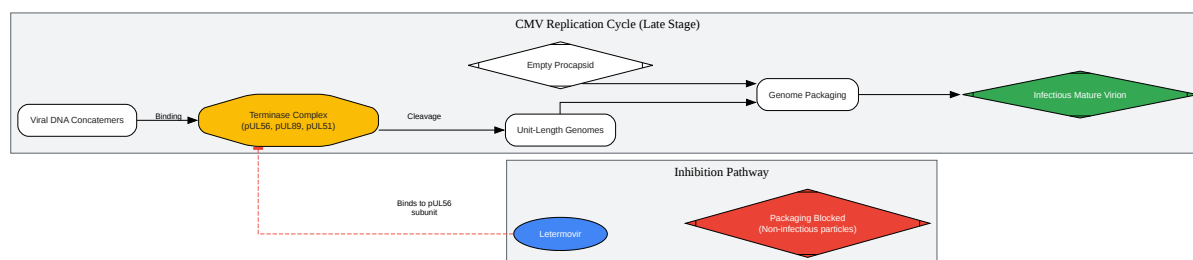 CMV Replication Cycle (Late Stage)
Empty Procapsid
Viral DNA Concatemers
Binding
Terminase Complex
(pUL56, pUL89, pUL51)
Cleavage
Unit-Length Genomes
Genome Packaging
Infectious Mature Virion
Inhibition Pathway
Binds to pUL56
subunit
Letermovir
Packaging Blocked
(Non-infectious particles)